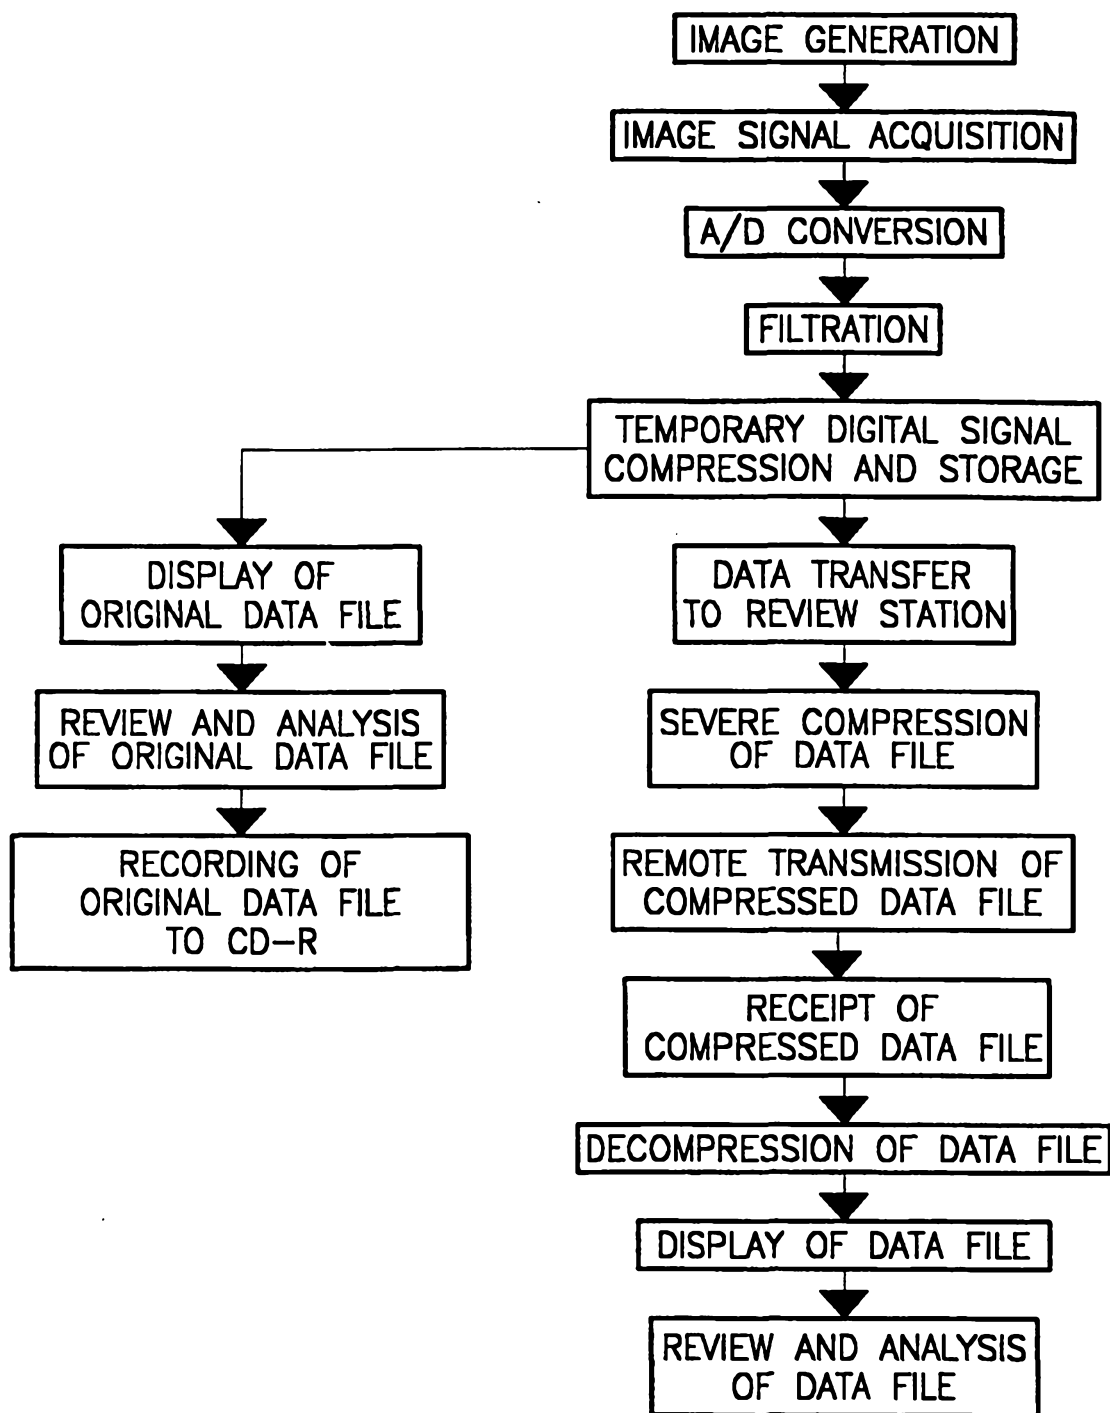 IMAGE GENERATION
IMAGE SIGNAL ACQUISITION
A/D CONVERSION
FILTRATION
TEMPORARY DIGITAL SIGNAL
COMPRESSION AND STORAGE
DISPLAY OF
ORIGINAL DATA FILE
REVIEW AND ANALYSIS
OF ORIGINAL DATA FILE
RECORDING OF
ORIGINAL DATA FILE
TO CD-R
DATA TRANSFER
TO REVIEW STATION
SEVERE COMPRESSION
OF DATA FILE
REMOTE TRANSMISSION OF
COMPRESSED DATA FILE
RECEIPT OF
COMPRESSED DATA FILE
DECOMPRESSION OF DATA FILE
DISPLAY OF DATA FILE
REVIEW AND ANALYSIS
OF DATA FILE